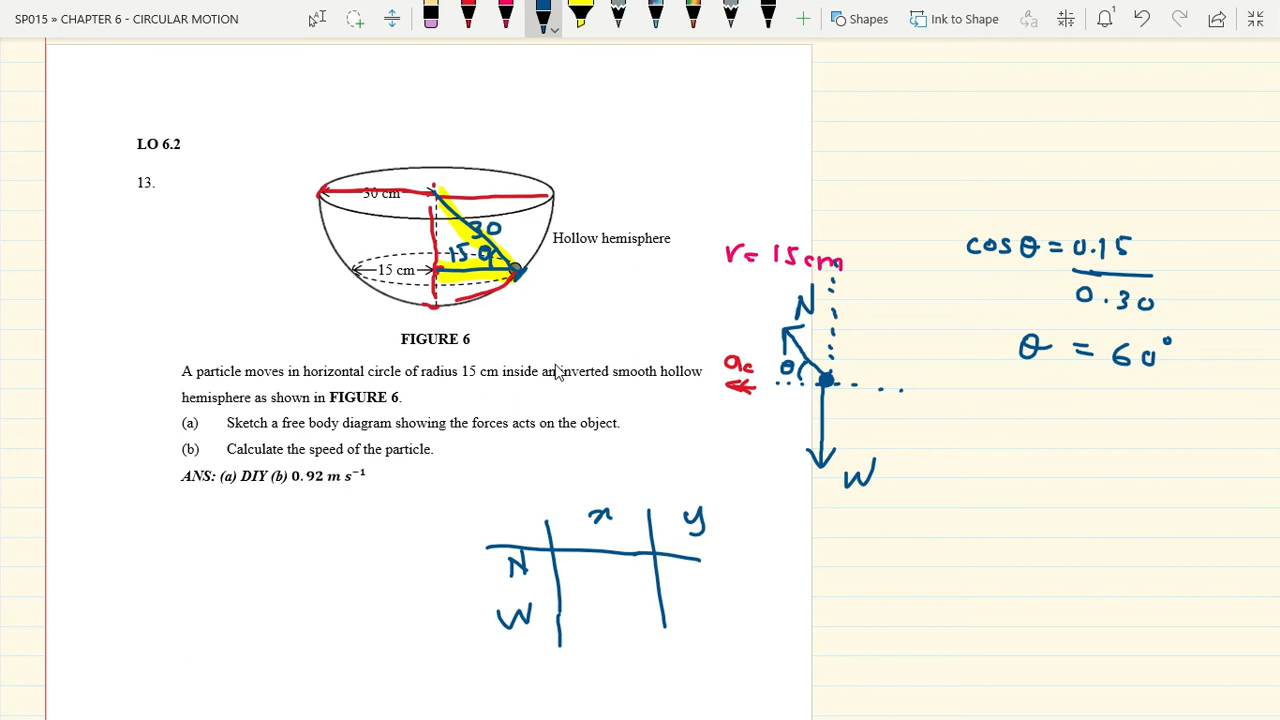 SP015 » CHAPTER 6 - CIRCULAR MOTION
Shapes
Ink to Shape
LO 6.2
13.
30 cm
30
15 θ
15 cm
Hollow hemisphere
FIGURE 6
A particle moves in horizontal circle of radius 15 cm inside an inverted smooth hollow
hemisphere as shown in FIGURE 6.
(a) Sketch a free body diagram showing the forces acts on the object.
(b) Calculate the speed of the particle.
ANS: (a) DIY (b) 0.92 m s⁻¹
r = 15 cm
N
ac
θ
W
cos θ = 0.15
0.30
θ = 60°
x y
N
W